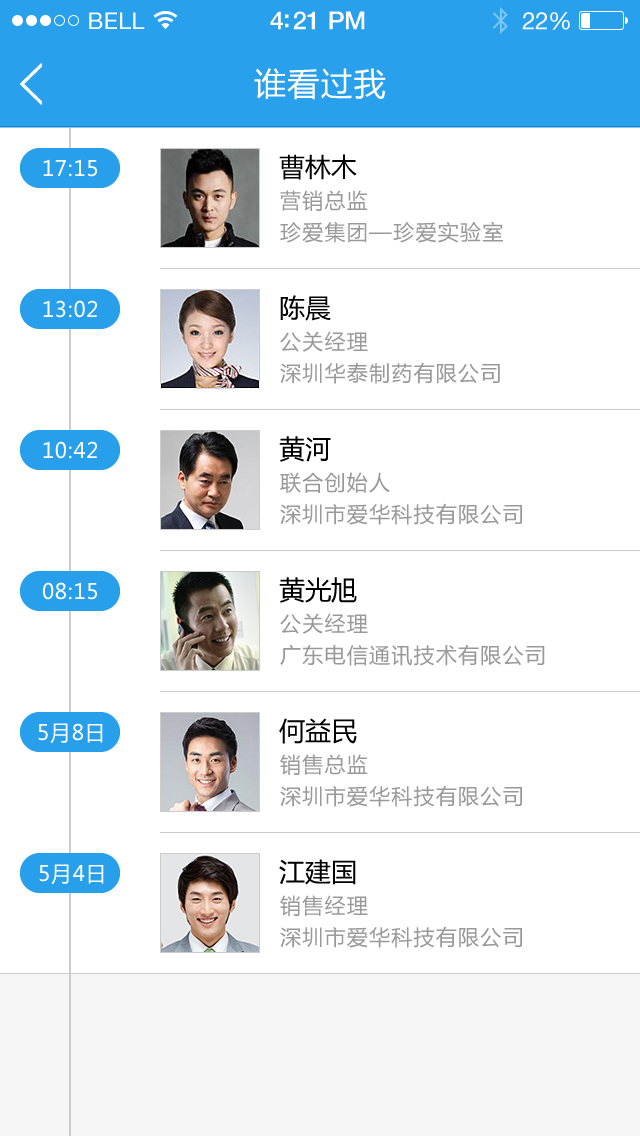 BELL 4:21 PM 22%
谁看过我
17:15
曹林木
营销总监
珍爱集团—珍爱实验室
13:02
陈晨
公关经理
深圳华泰制药有限公司
10:42
黄河
联合创始人
深圳市爱华科技有限公司
08:15
黄光旭
公关经理
广东电信通讯技术有限公司
5月8日
何益民
销售总监
深圳市爱华科技有限公司
5月4日
江建国
销售经理
深圳市爱华科技有限公司